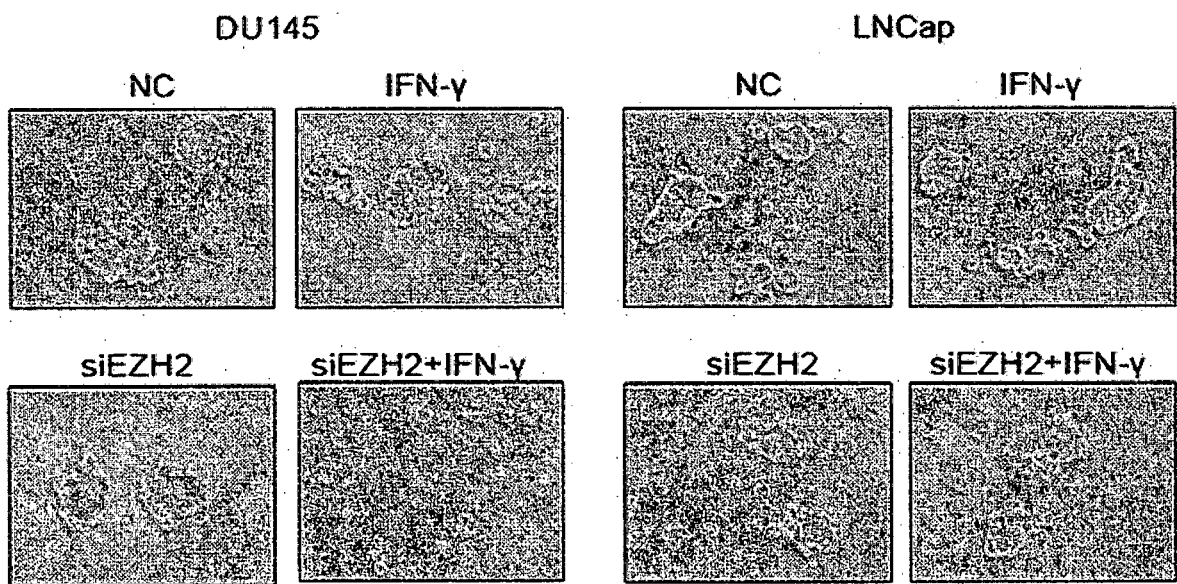 DU145 LNCap
NC IFN-γ NC IFN-γ
siEZH2 siEZH2+IFN-γ siEZH2 siEZH2+IFN-γ